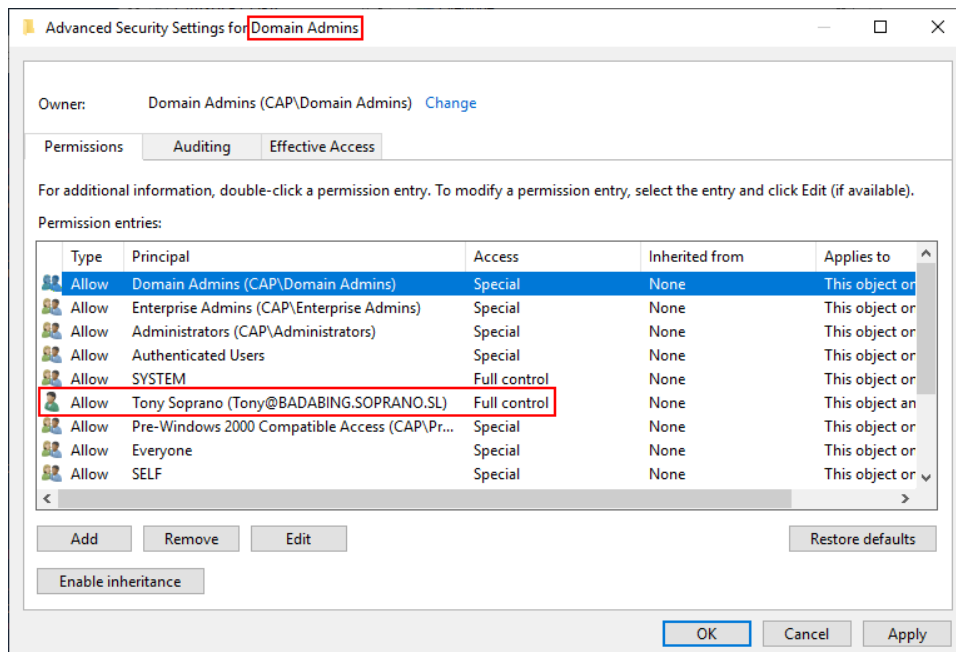 Advanced Security Settings for Domain Admins
Owner: Domain Admins (CAP\Domain Admins) Change
Permissions Auditing Effective Access
For additional information, double-click a permission entry. To modify a permission entry, select the entry and click Edit (if available).
Permission entries:
Type Principal Access Inherited from Applies to
Allow Domain Admins (CAP\Domain Admins) Special None This object or
Allow Enterprise Admins (CAP\Enterprise Admins) Special None This object or
Allow Administrators (CAP\Administrators) Special None This object or
Allow Authenticated Users Special None This object or
Allow SYSTEM Full control None This object or
Allow Tony Soprano (Tony@BADABING.SOPRANO.SL) Full control None This object an
Allow Pre-Windows 2000 Compatible Access (CAP\Pr... Special None This object or
Allow Everyone Special None This object or
Allow SELF Special None This object or
Add Remove Edit Restore defaults
Enable inheritance
OK Cancel Apply